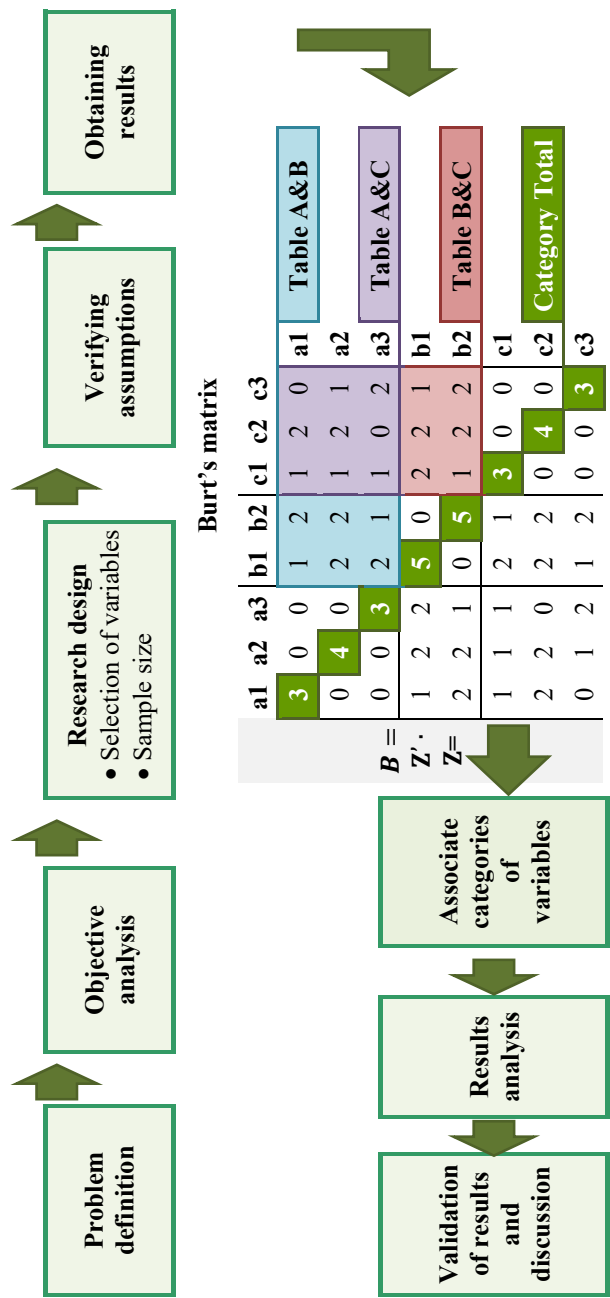 Problem
definition
Objective
analysis
Research design
• Selection of variables
• Sample size
Verifying
assumptions
Obtaining
results
Burt's matrix
a1 a2 a3 b1 b2 c1 c2 c3
3 0 0 1 2 1 2 0 a1 Table A&B
0 4 0 2 2 1 2 1 a2
0 0 3 2 1 1 0 2 a3 Table A&C
1 2 2 5 0 2 2 1 b1
2 2 1 0 5 1 2 2 b2 Table B&C
1 1 1 2 1 3 0 0 c1
2 2 0 2 2 0 4 0 c2 Category Total
0 1 2 1 2 0 0 3 c3
B =
Z' ·
Z=
Associate
categories
of
variables
Results
analysis
Validation
of results
and
discussion